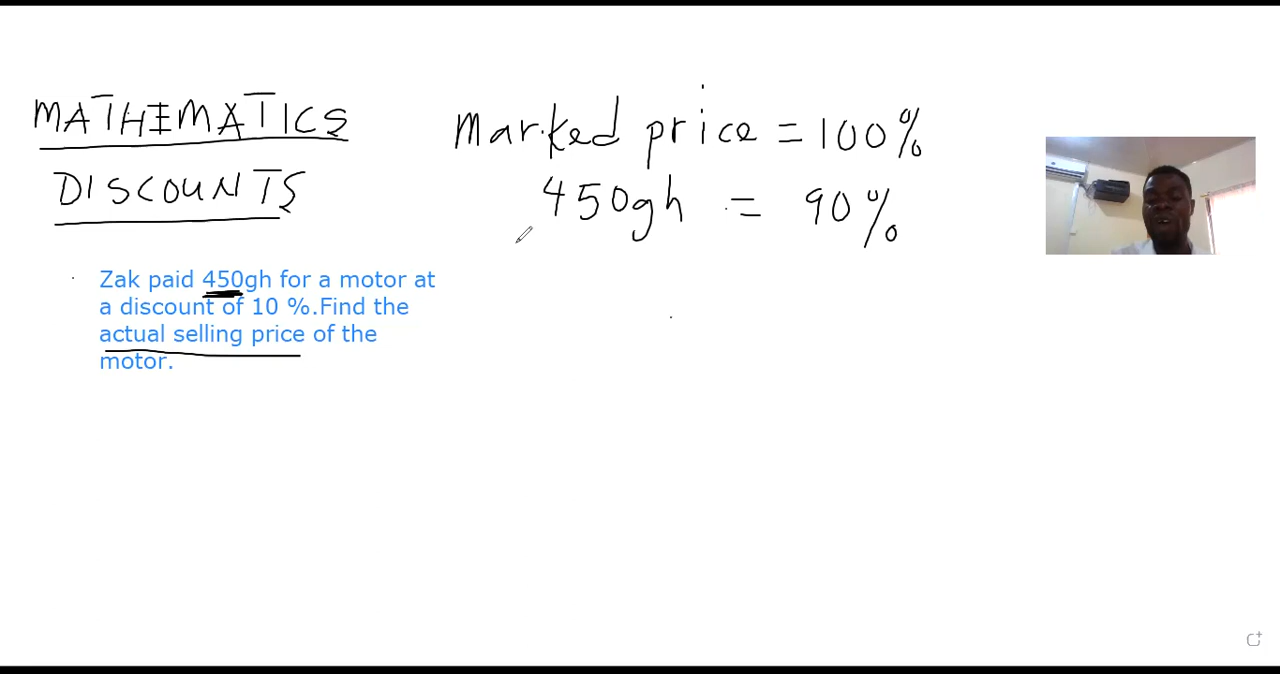 MATHEMATICS
DISCOUNTS
Marked price = 100%
450gh = 90%
Zak paid 450gh for a motor at
a discount of 10 %.Find the
actual selling price of the
motor.